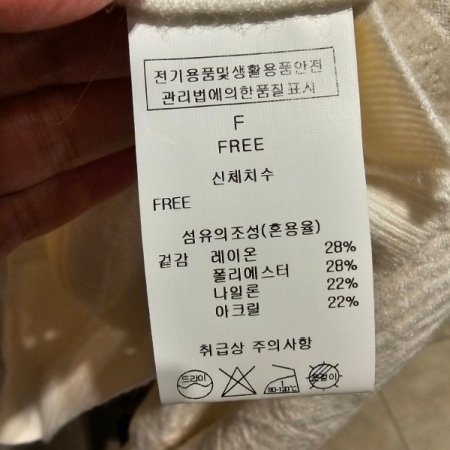 전기용품및생활용품안전
관리법에의한품질표시
F
FREE
신체치수
FREE
섬유의조성(혼용율)
겉감 레이온 28%
폴리에스터 28%
나일론 22%
아크릴 22%
취급상 주의사항
드라이
1
80-120℃